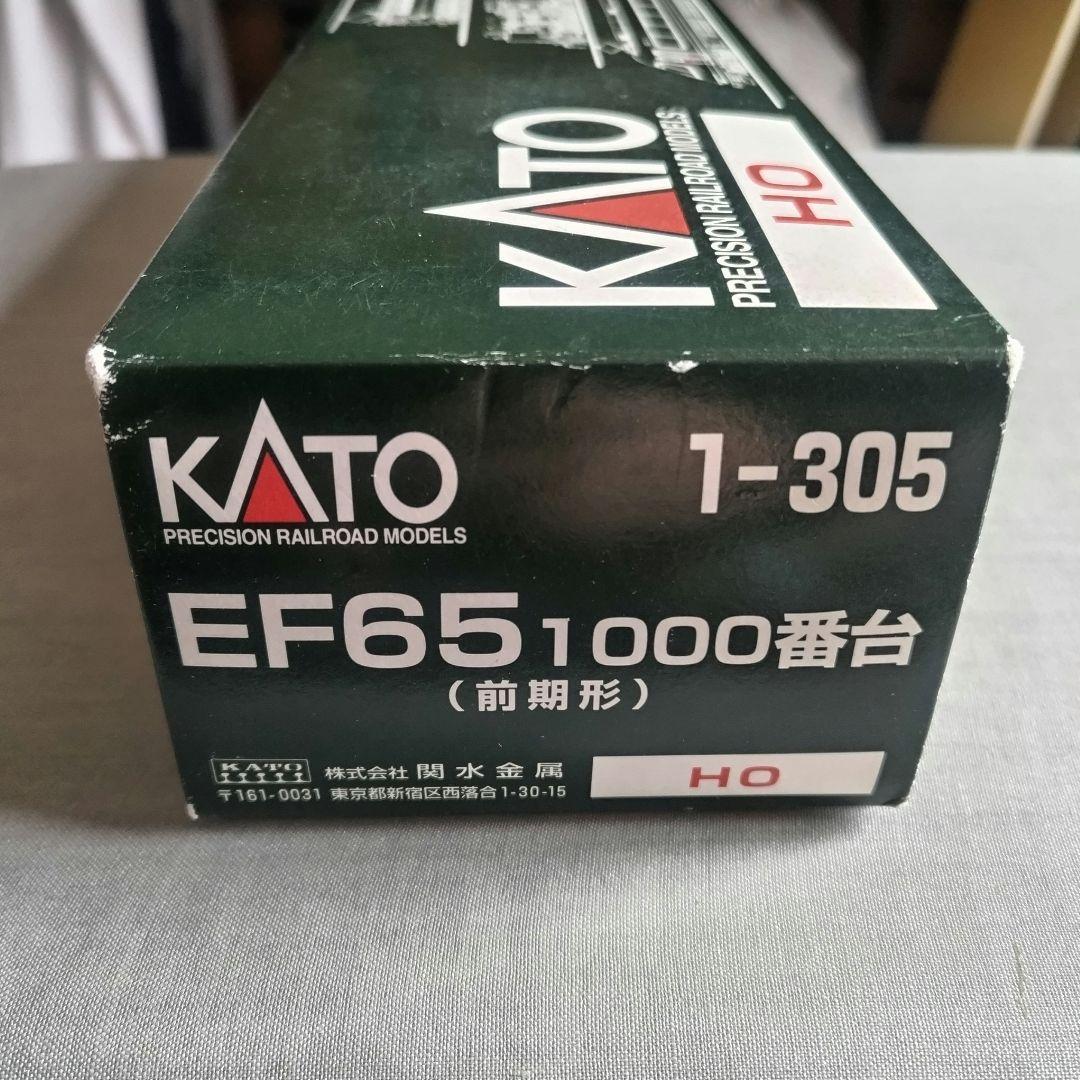 KATO
PRECISION RAILROAD MODELS
HO
KATO
PRECISION RAILROAD MODELS
1-305
EF65 1000番台
(前期形)
KATO 株式会社 関水金属
〒161-0031 東京都新宿区西落合1-30-15
HO